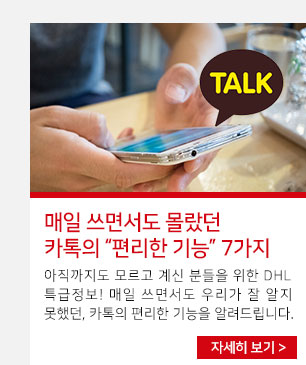 TALK
매일 쓰면서도 몰랐던
카톡의 “편리한 기능” 7가지
아직까지도 모르고 계신 분들을 위한 DHL
특급정보! 매일 쓰면서도 우리가 잘 알지
못했던, 카톡의 편리한 기능을 알려드립니다.
자세히 보기 >